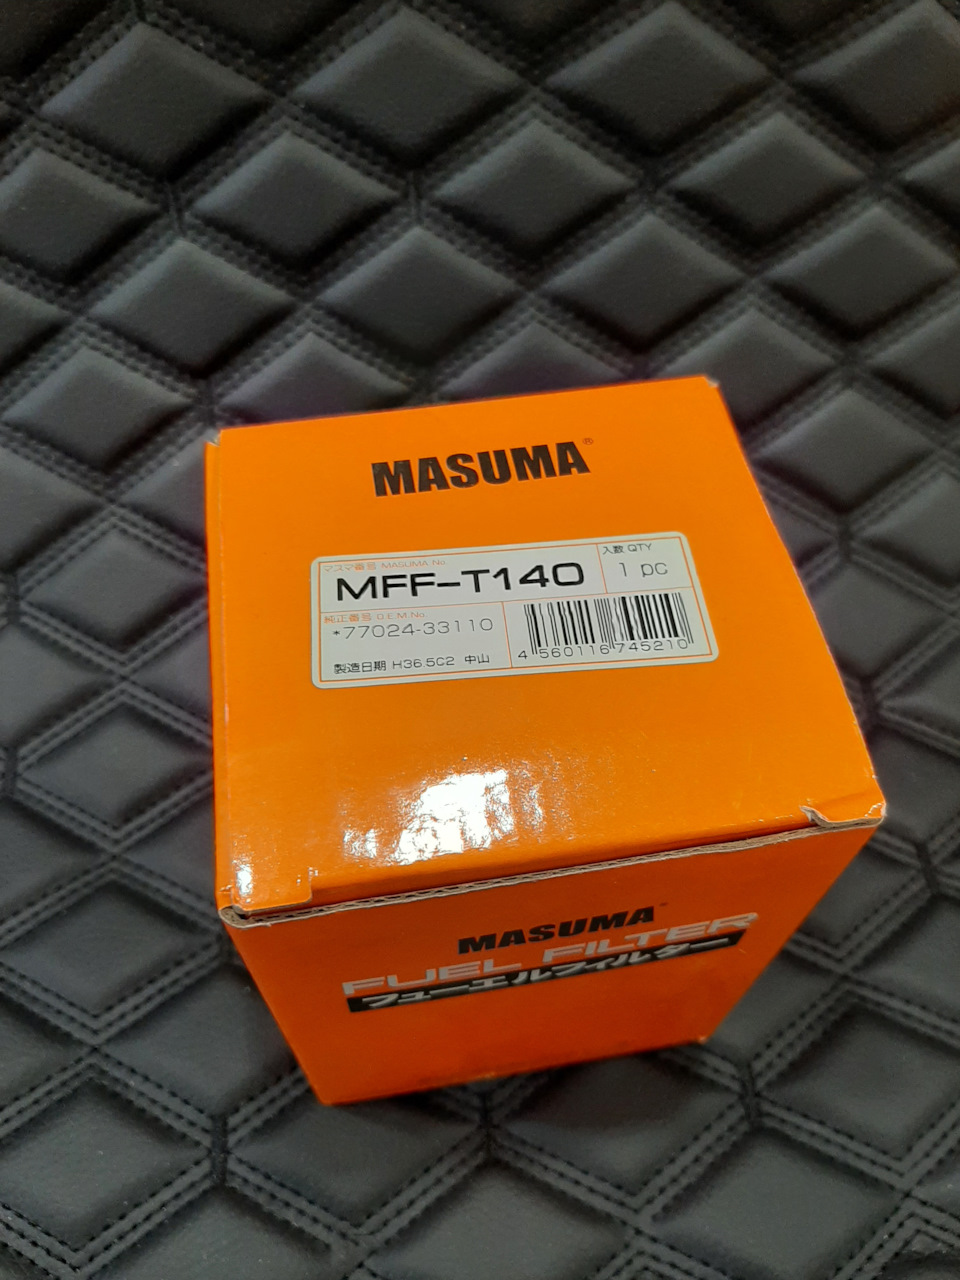 MASUMA®
マスマ番号 MASUMA No.
MFF-T140
入数 QTY
1 pc
純正番号 O.E.M.No.
*77024-33110
製造日期 H36.5C2 中山
4 560116 745210
MASUMA
FUEL FILTER
フューエルフィルター